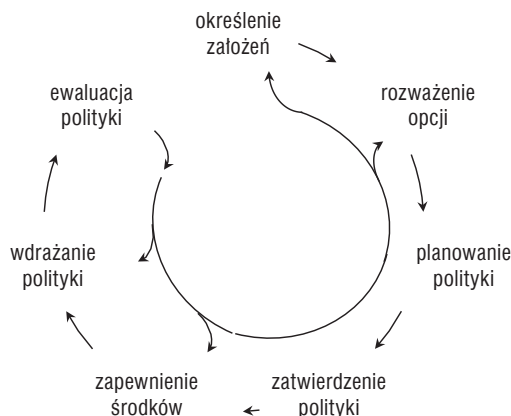 określenie
założeń
rozważenie
opcji
planowanie
polityki
zatwierdzenie
polityki
zapewnienie
środków
wdrażanie
polityki
ewaluacja
polityki